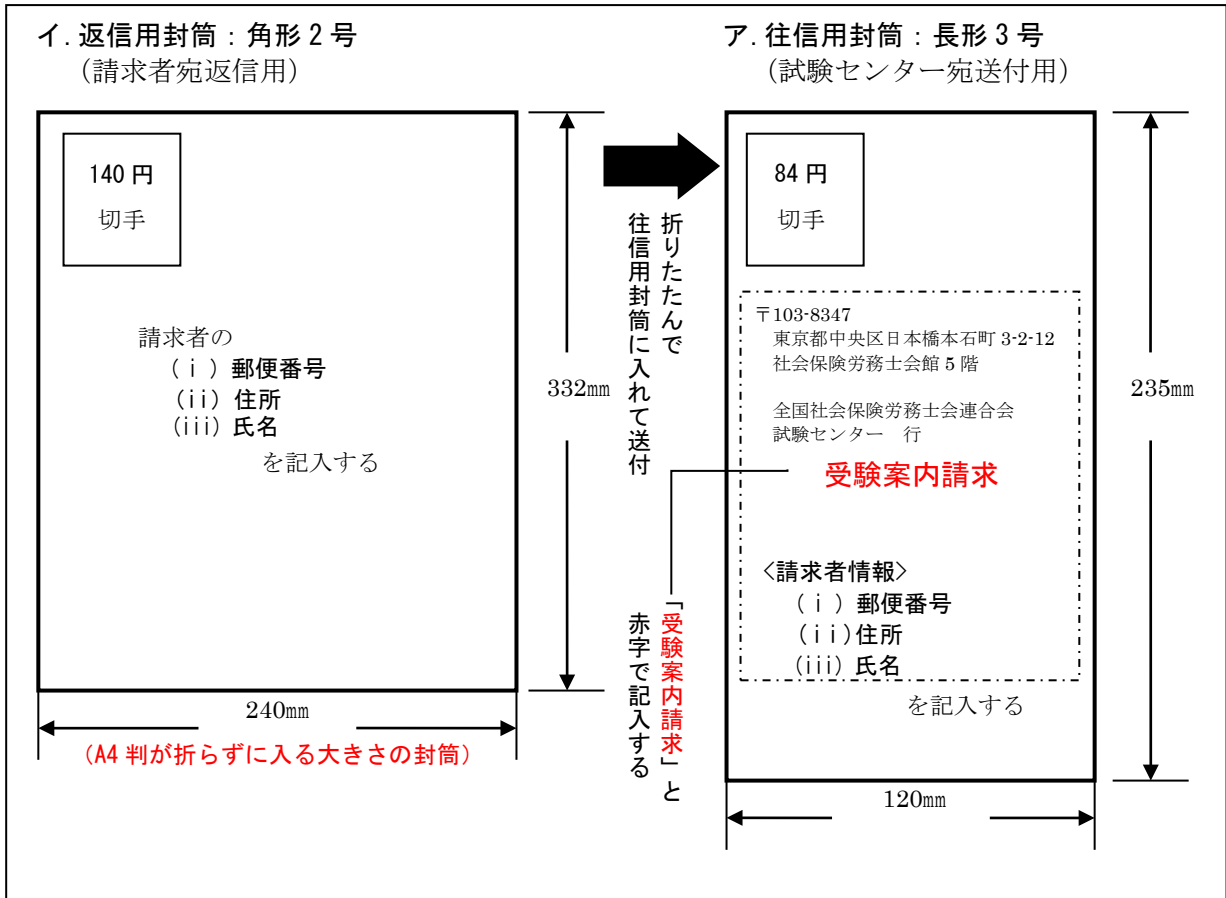 イ.返信用封筒：角形2号
（請求者宛返信用）
140円
切手
請求者の
（ⅰ）郵便番号
（ⅱ）住所
（ⅲ）氏名
を記入する
332㎜
240㎜
（A4判が折らずに入る大きさの封筒）
折りたたんで
往信用封筒に入れて送付
ア.往信用封筒：長形3号
（試験センター宛送付用）
84円
切手
〒103-8347
東京都中央区日本橋本石町3-2-12
社会保険労務士会館5階
全国社会保険労務士会連合会
試験センター　行
受験案内請求
〈請求者情報〉
（ⅰ）郵便番号
（ⅱ）住所
（ⅲ）氏名
を記入する
235㎜
120㎜
「受験案内請求」と
赤字で記入する